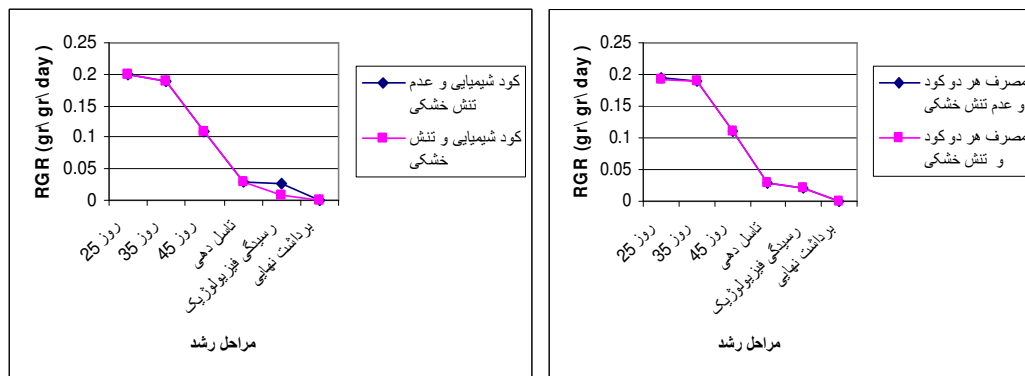 RGR (gr\ gr\ day )
0.25
0.2
0.15
0.1
0.05
0
25 روز
35 روز
45 روز
تاسل دهی
رسیدگی فیزیولوژیک
برداشت نهایی
مراحل رشد
کود شیمیایی و عدم
تنش خشکی
کود شیمیایی و تنش
خشکی
RGR (gr\ gr\ day )
0.25
0.2
0.15
0.1
0.05
0
25 روز
35 روز
45 روز
تاسل دهی
رسیدگی فیزیولوژیک
برداشت نهایی
مراحل رشد
مصرف هر دو کود
و عدم تنش خشکی
مصرف هر دو کود
و تنش خشکی